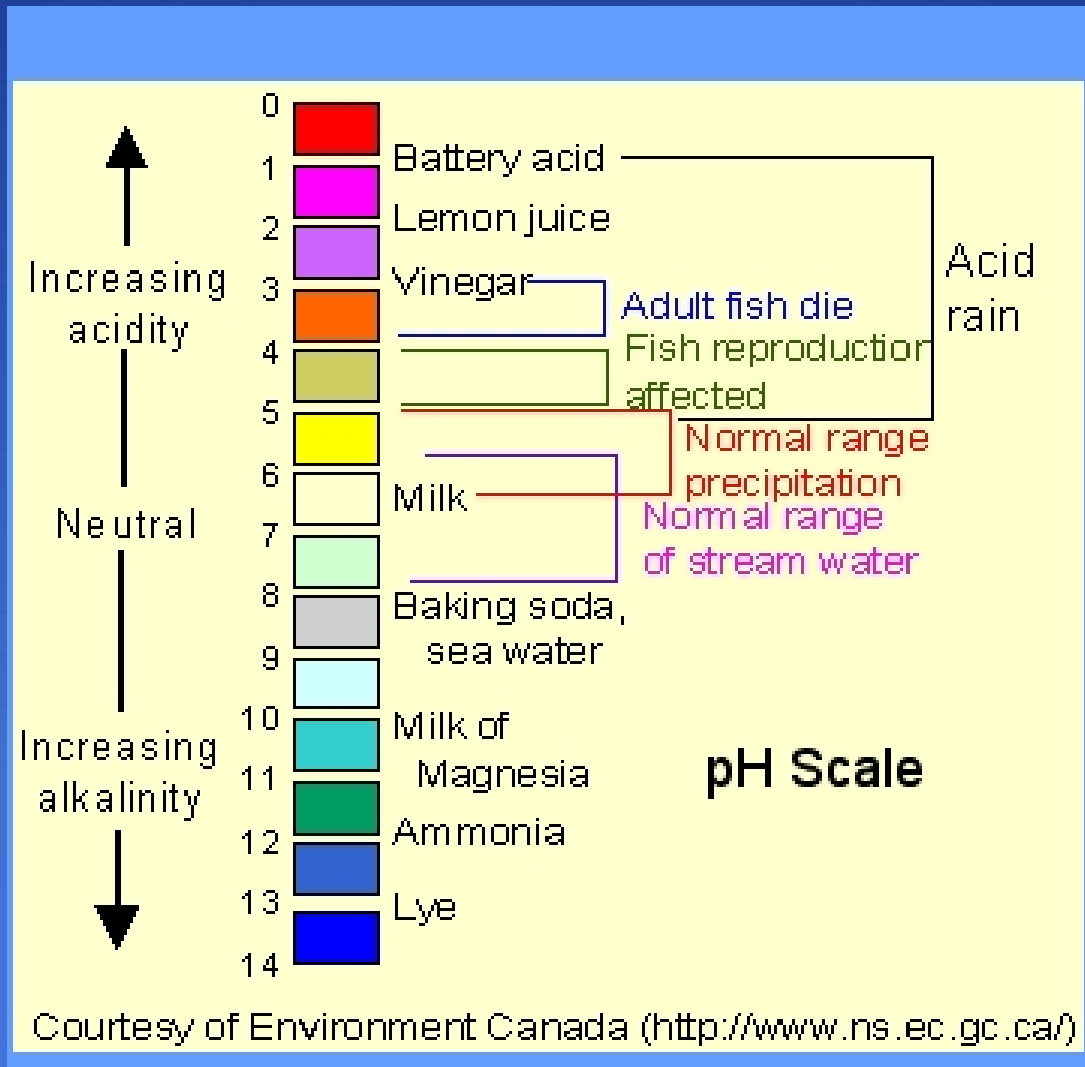 0
Battery acid
1
Lemon juice
2
Vinegar
3
Adult fish die
Increasing
acidity
Acid
rain
4
Fish reproduction
affected
5
Normal range
precipitation
6
Milk
Neutral
Normal range
of stream water
7
8
Baking soda,
sea water
9
10
Milk of
Magnesia
Increasing
alkalinity
pH Scale
11
Ammonia
12
13
Lye
14
Courtesy of Environment Canada (http://www.ns.ec.gc.ca/)